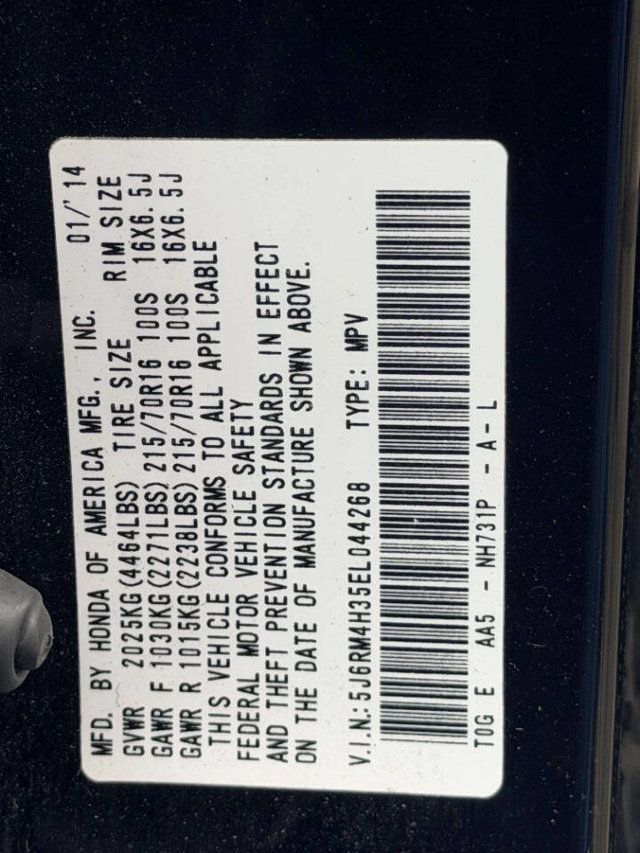 MFD. BY HONDA OF AMERICA MFG., INC. 01/'14
GVWR 2025KG(4464LBS) TIRE SIZE RIM SIZE
GAWR F 1030KG(2271LBS) 215/70R16 100S 16X6.5J
GAWR R 1015KG(2238LBS) 215/70R16 100S 16X6.5J
THIS VEHICLE CONFORMS TO ALL APPLICABLE
FEDERAL MOTOR VEHICLE SAFETY
AND THEFT PREVENTION STANDARDS IN EFFECT
ON THE DATE OF MANUFACTURE SHOWN ABOVE.
V.I.N.:5J6RM4H35EL044268 TYPE: MPV
T0G E AA5 - NH731P - A - L